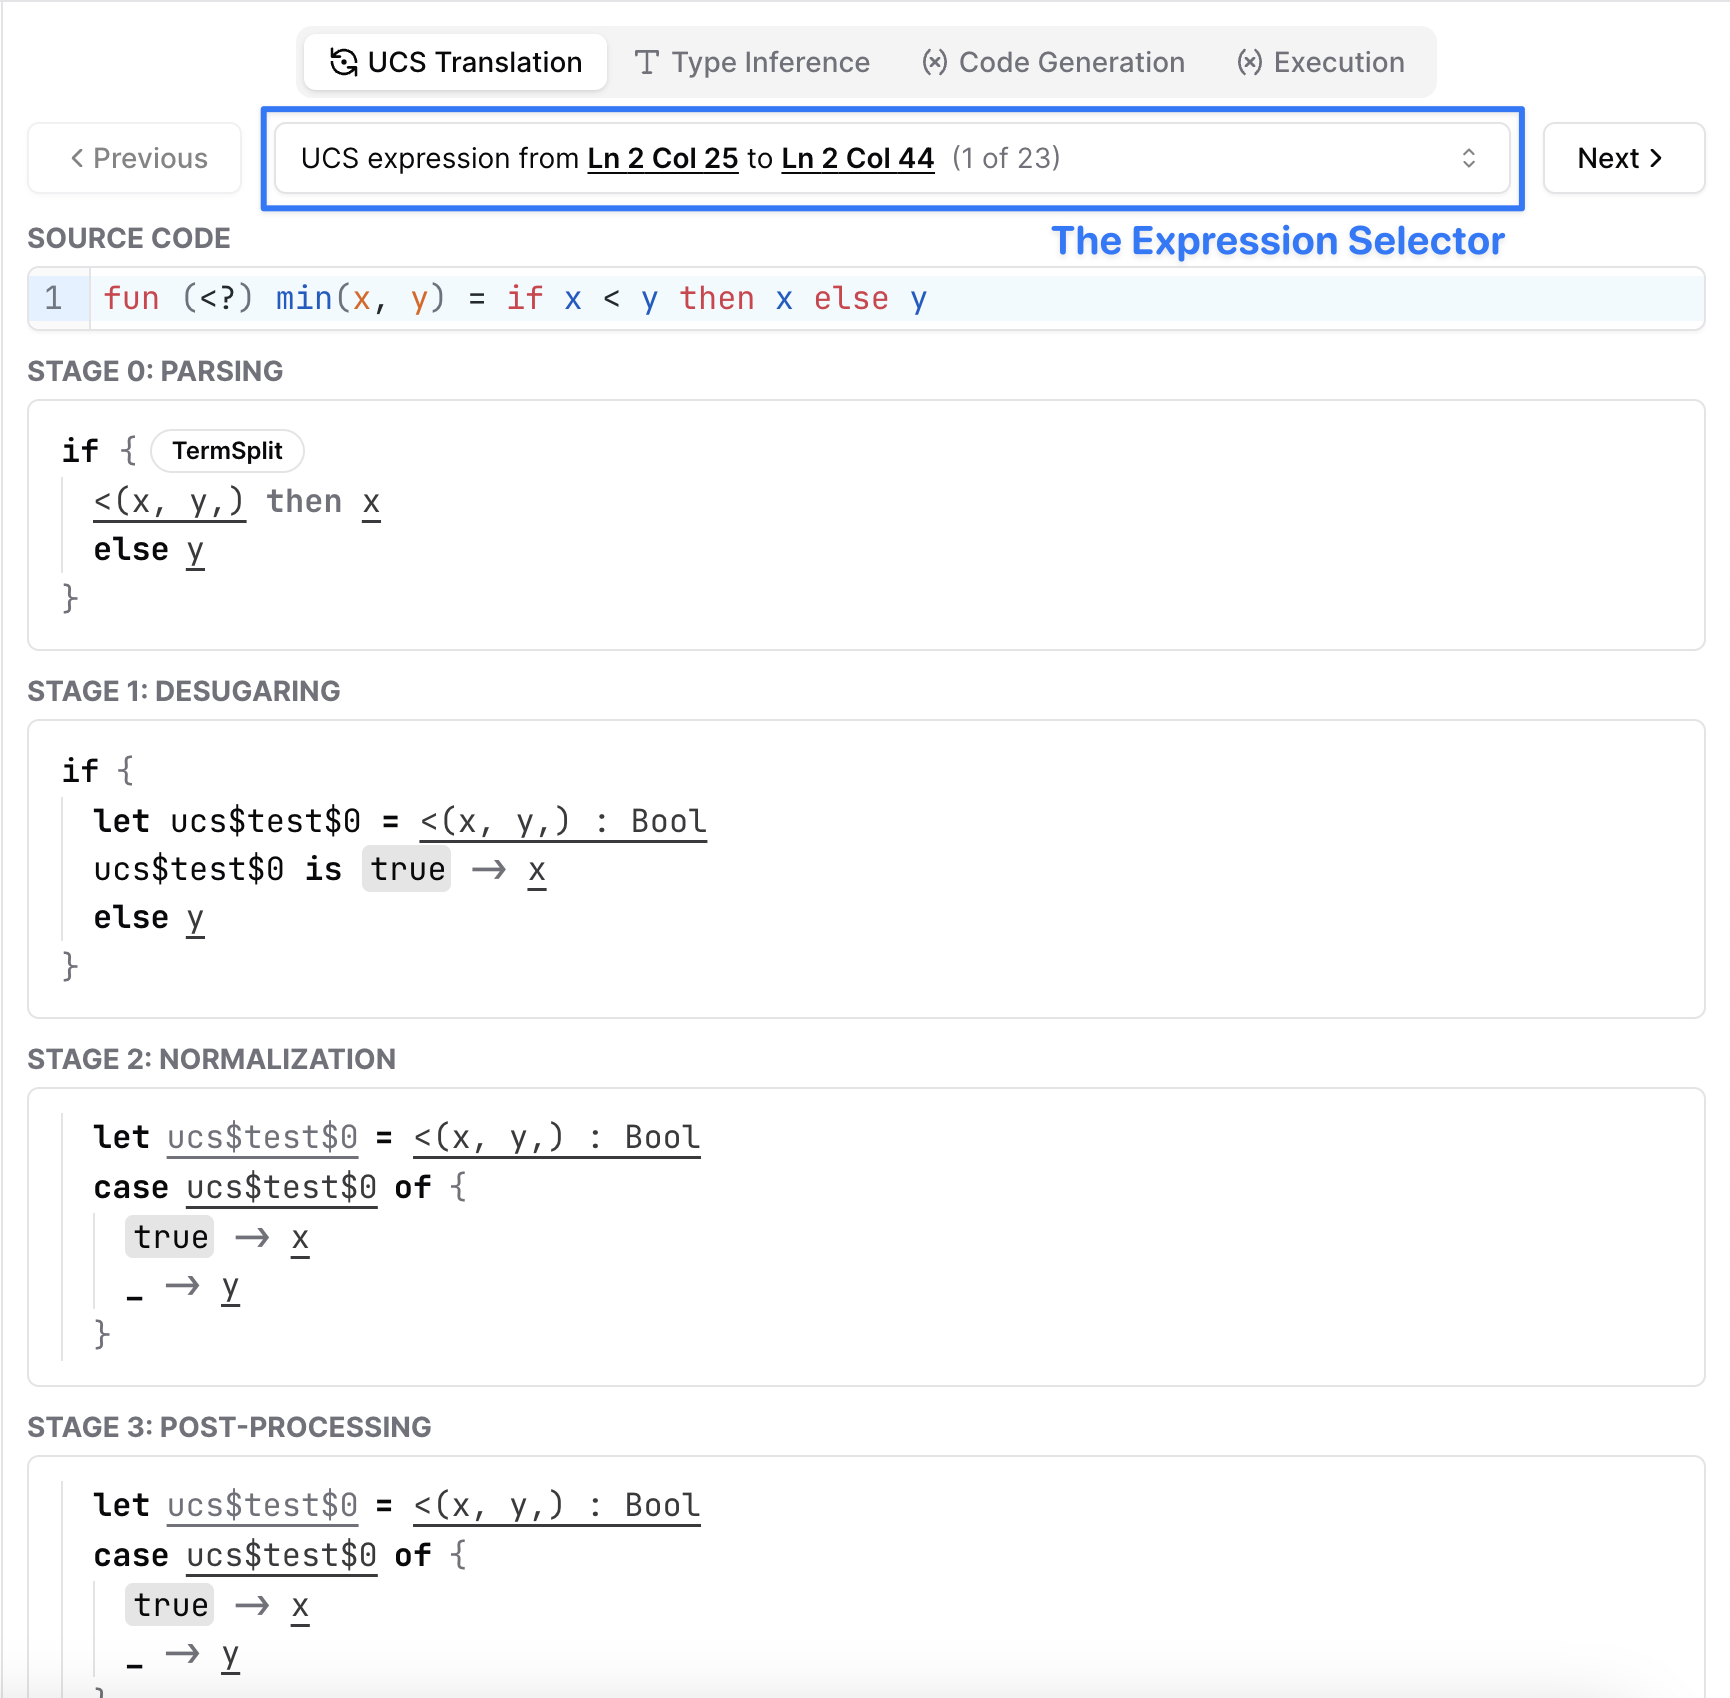 UCS Translation Type Inference Code Generation Execution
Previous UCS expression from Ln 2 Col 25 to Ln 2 Col 44 (1 of 23) Next
SOURCE CODE The Expression Selector
1 fun (<?) min(x, y) = if x < y then x else y
STAGE 0: PARSING
if { TermSplit
<(x, y,) then x
else y
}
STAGE 1: DESUGARING
if {
let ucs$test$0 = <(x, y,) : Bool
ucs$test$0 is true → x
else y
}
STAGE 2: NORMALIZATION
let ucs$test$0 = <(x, y,) : Bool
case ucs$test$0 of {
true → x
_ → y
}
STAGE 3: POST-PROCESSING
let ucs$test$0 = <(x, y,) : Bool
case ucs$test$0 of {
true → x
_ → y
}